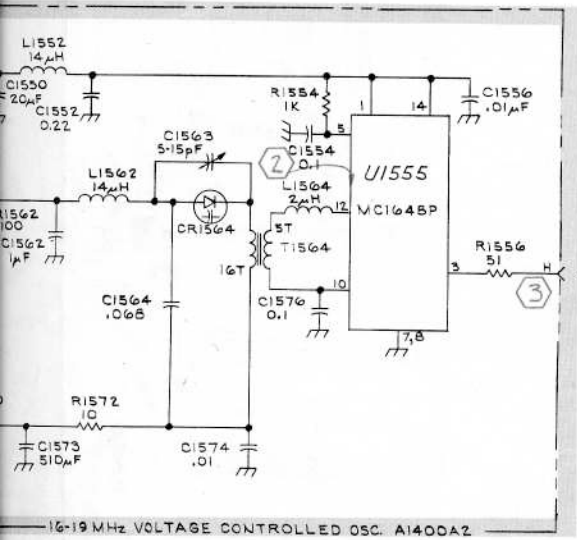 L1552
14μH
C1550
20μF
C1552
0.22
R1554
1K
1
14
C1556
.01μF
5
C1554
0.1
C1563
5-15pF
2
U1555
MC1648P
L1562
14μH
L1564
2μH
12
R1562
100
C1562
1μF
CR1564
5T
T1564
16T
R1556
51
3
H
3
10
C1576
0.1
C1564
.068
7,8
R1572
10
C1573
510μF
C1574
.01
16-19 MHz VOLTAGE CONTROLLED OSC. A1400A2